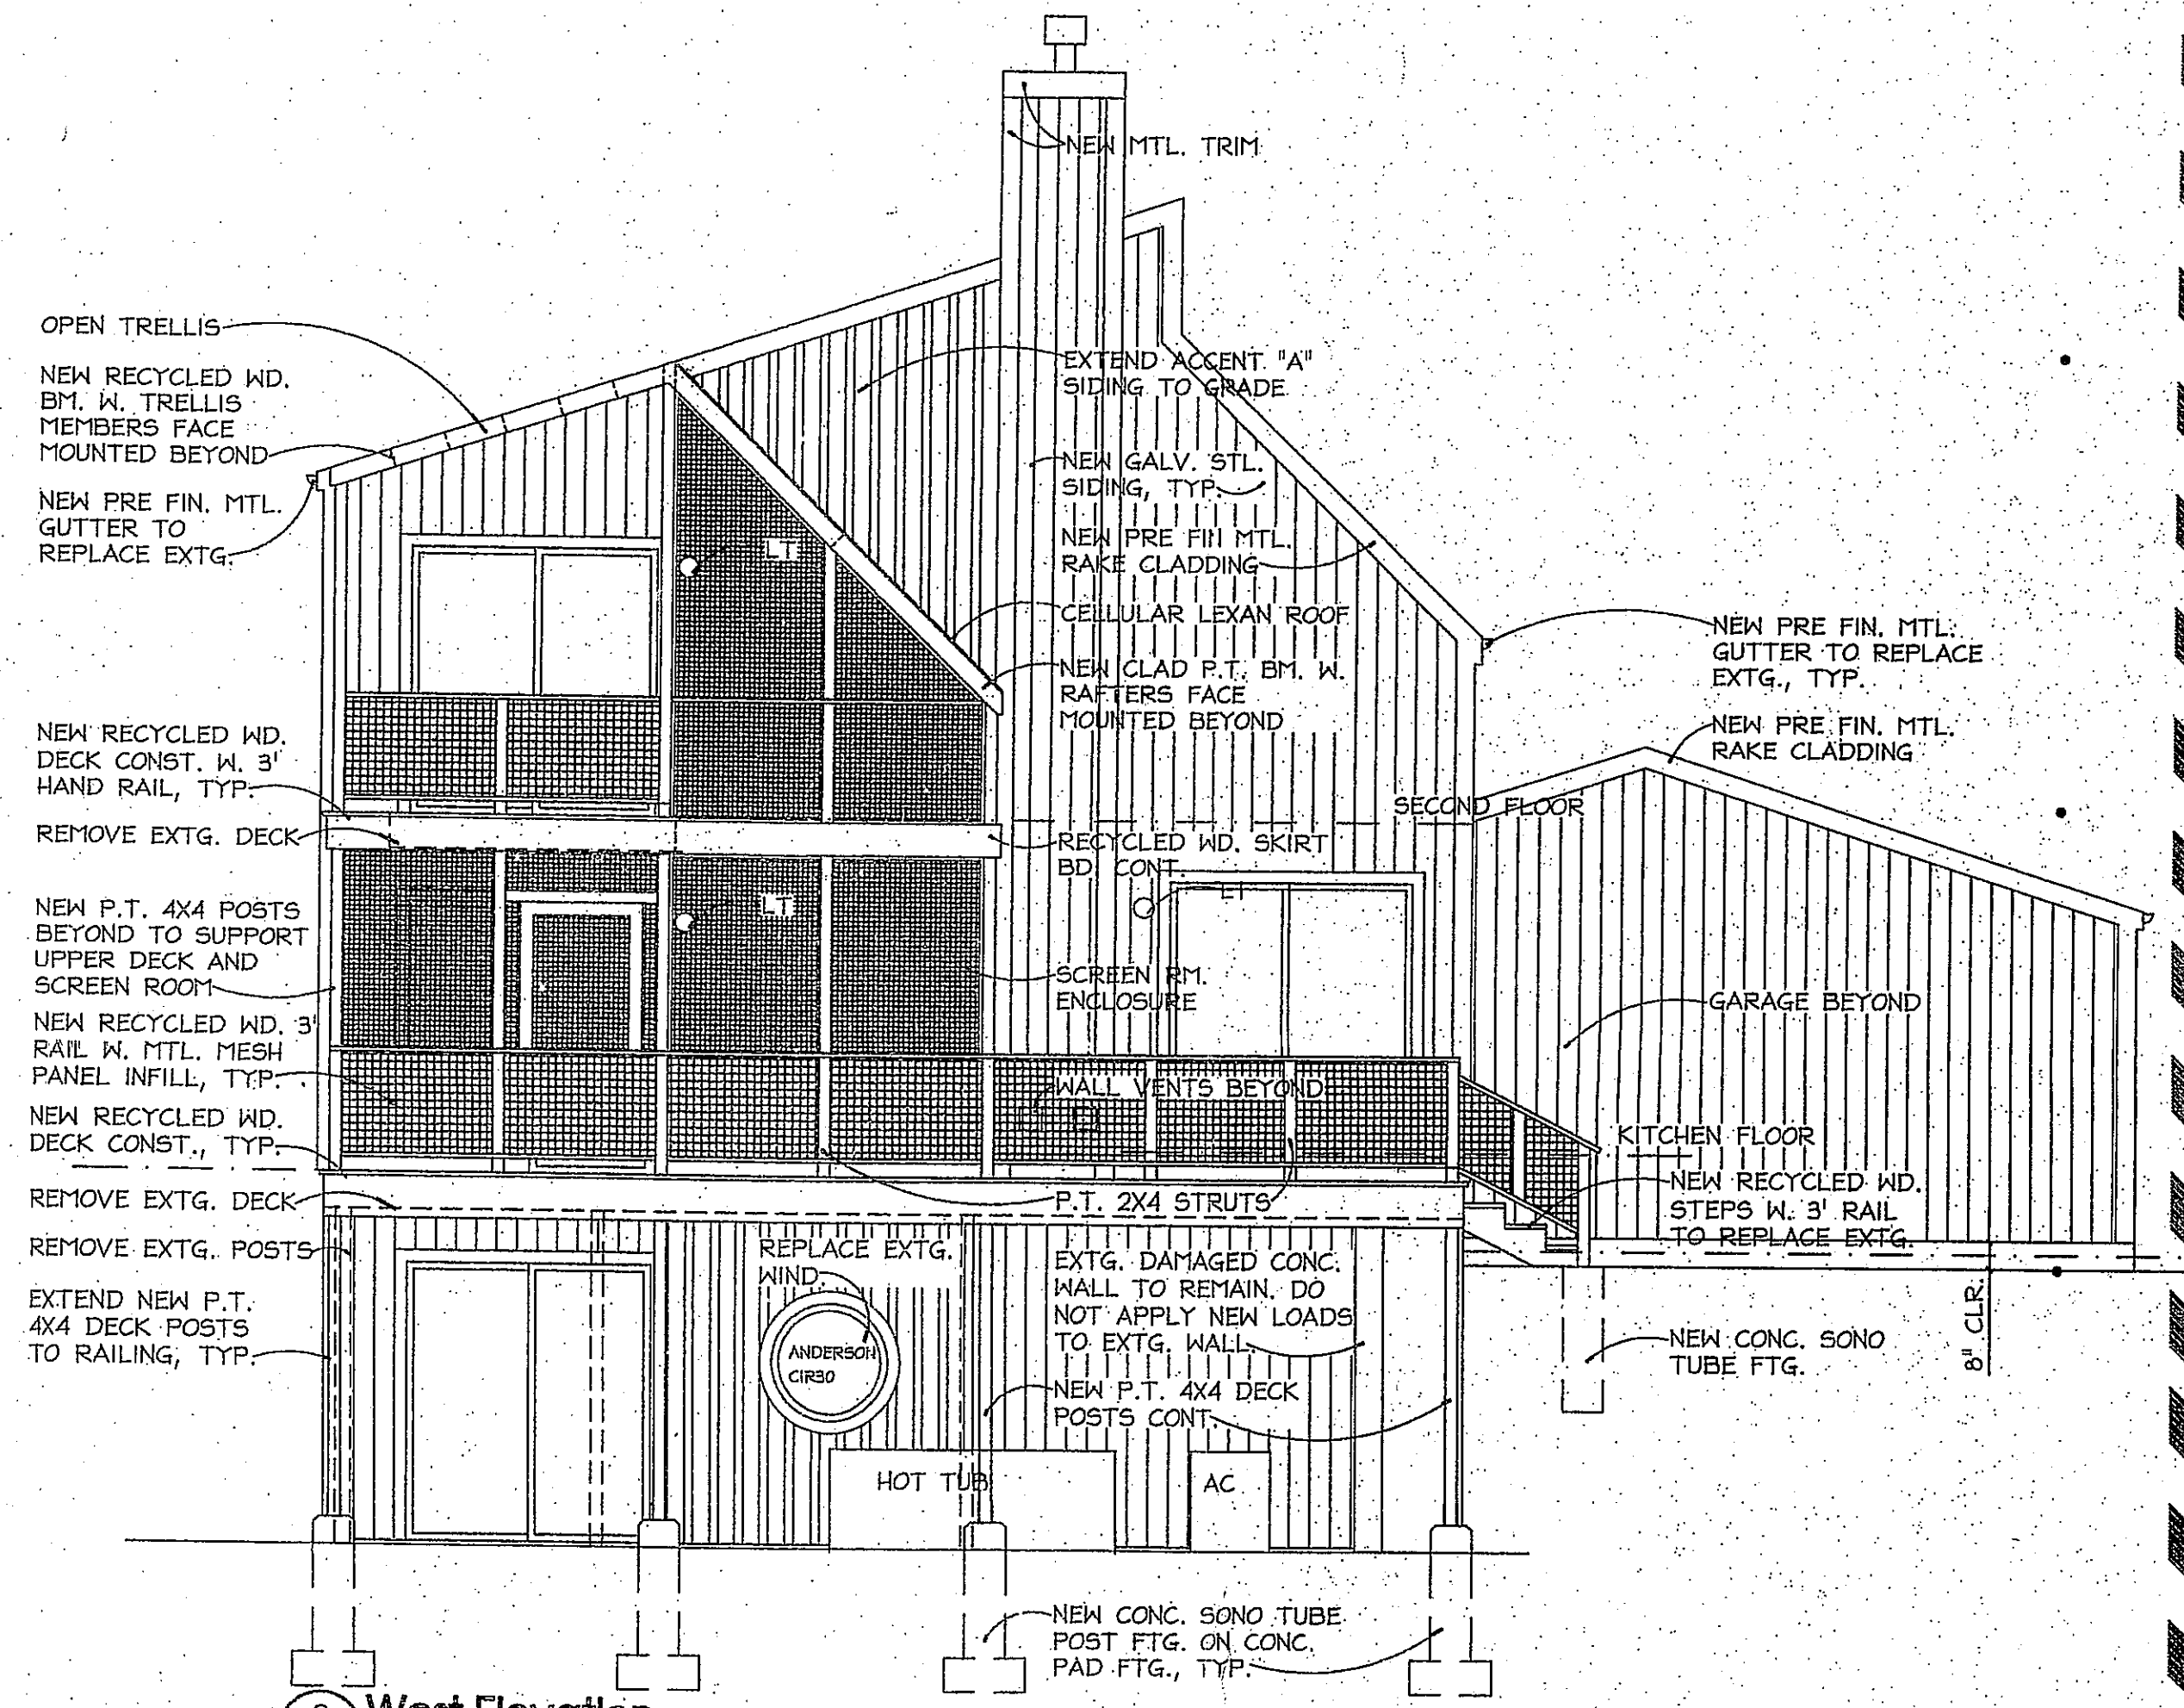 NEW MTL. TRIM
OPEN TRELLIS
NEW RECYCLED WD.
BM. W. TRELLIS
MEMBERS FACE
MOUNTED BEYOND
NEW PRE FIN. MTL.
GUTTER TO
REPLACE EXTG.
EXTEND ACCENT "A"
SIDING TO GRADE
NEW GALV. STL.
SIDING, TYP.
NEW PRE FIN MTL.
RAKE CLADDING
LT
CELLULAR LEXAN ROOF
NEW CLAD P.T. BM. W.
RAFTERS FACE
MOUNTED BEYOND
NEW PRE FIN. MTL.
GUTTER TO REPLACE
EXTG., TYP.
NEW PRE FIN. MTL.
RAKE CLADDING
NEW RECYCLED WD.
DECK CONST. W. 3'
HAND RAIL, TYP.
REMOVE EXTG. DECK
SECOND FLOOR
RECYCLED WD. SKIRT
BD. CONT.
LT
LT
NEW P.T. 4X4 POSTS
BEYOND TO SUPPORT
UPPER DECK AND
SCREEN ROOM
SCREEN RM.
ENCLOSURE
GARAGE BEYOND
NEW RECYCLED WD. 3'
RAIL W. MTL. MESH
PANEL INFILL, TYP.
WALL VENTS BEYOND
NEW RECYCLED WD.
DECK CONST., TYP.
KITCHEN FLOOR
NEW RECYCLED WD.
STEPS W. 3' RAIL
TO REPLACE EXTG.
REMOVE EXTG. DECK
P.T. 2X4 STRUTS
REMOVE EXTG. POSTS
REPLACE EXTG.
WIND.
EXTG. DAMAGED CONC.
WALL TO REMAIN. DO
NOT APPLY NEW LOADS
TO EXTG. WALL.
EXTEND NEW P.T.
4X4 DECK POSTS
TO RAILING, TYP.
ANDERSON
CIR30
NEW CONC. SONO
TUBE FTG.
8" CLR.
NEW P.T. 4X4 DECK
POSTS CONT.
HOT TUB
AC
NEW CONC. SONO TUBE
POST FTG. ON CONC.
PAD FTG., TYP.
West Elevation